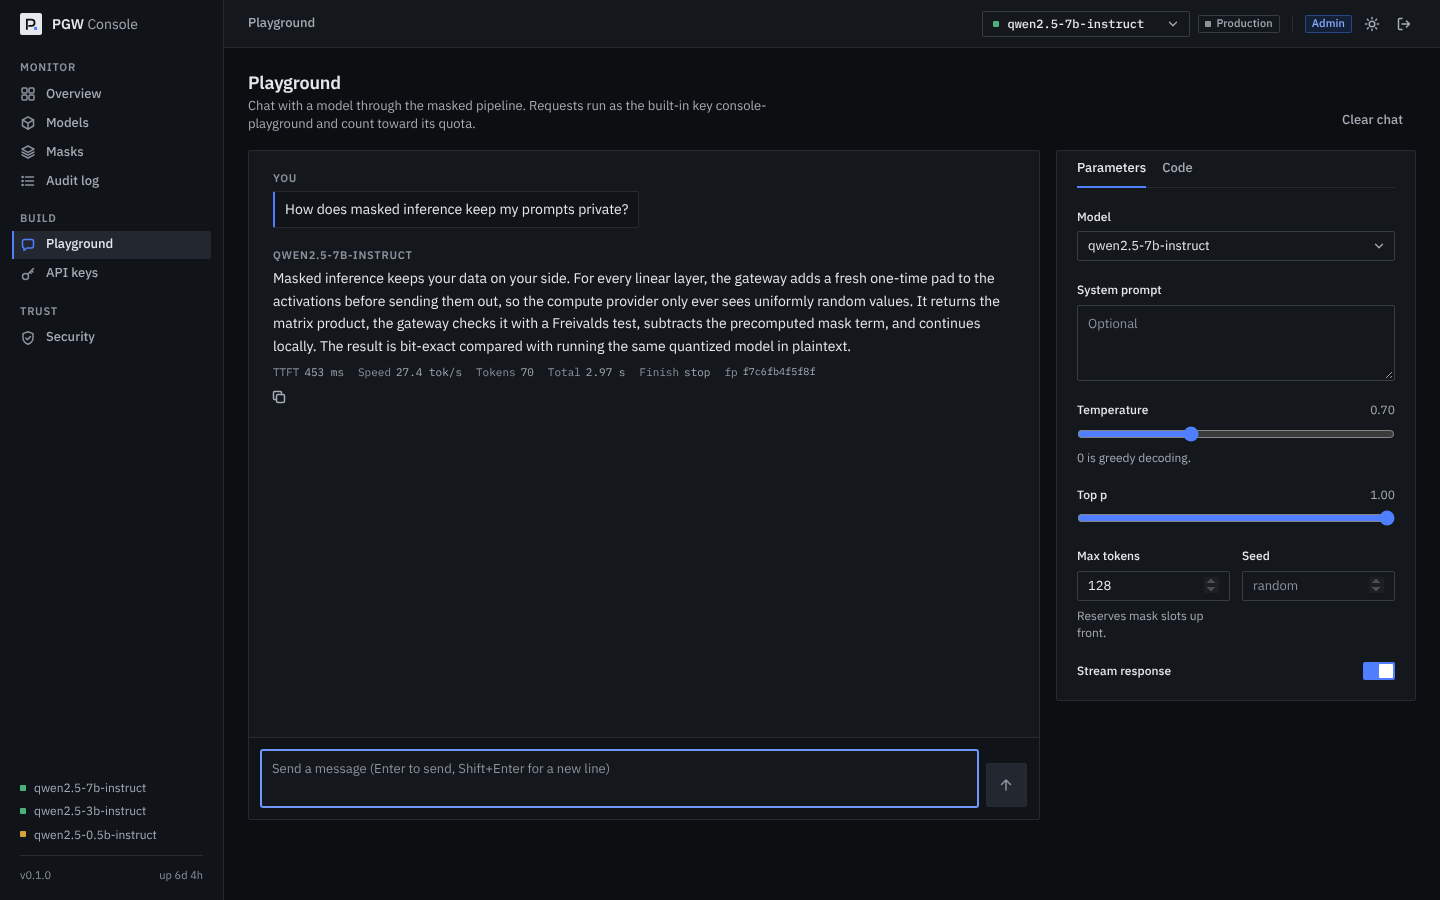 P. PGW Console
MONITOR
Overview
Models
Masks
Audit log
BUILD
Playground
API keys
TRUST
Security
qwen2.5-7b-instruct
qwen2.5-3b-instruct
qwen2.5-0.5b-instruct
v0.1.0 up 6d 4h
Playground
qwen2.5-7b-instruct
Production
Admin
Playground
Chat with a model through the masked pipeline. Requests run as the built-in key console-
playground and count toward its quota.
Clear chat
YOU
How does masked inference keep my prompts private?
QWEN2.5-7B-INSTRUCT
Masked inference keeps your data on your side. For every linear layer, the gateway adds a fresh one-time pad to the
activations before sending them out, so the compute provider only ever sees uniformly random values. It returns the
matrix product, the gateway checks it with a Freivalds test, subtracts the precomputed mask term, and continues
locally. The result is bit-exact compared with running the same quantized model in plaintext.
TTFT 453 ms Speed 27.4 tok/s Tokens 70 Total 2.97 s Finish stop fp f7c6fb4f5f8f
Send a message (Enter to send, Shift+Enter for a new line)
Parameters Code
Model
qwen2.5-7b-instruct
System prompt
Optional
Temperature 0.70
0 is greedy decoding.
Top p 1.00
Max tokens Seed
128 random
Reserves mask slots up
front.
Stream response